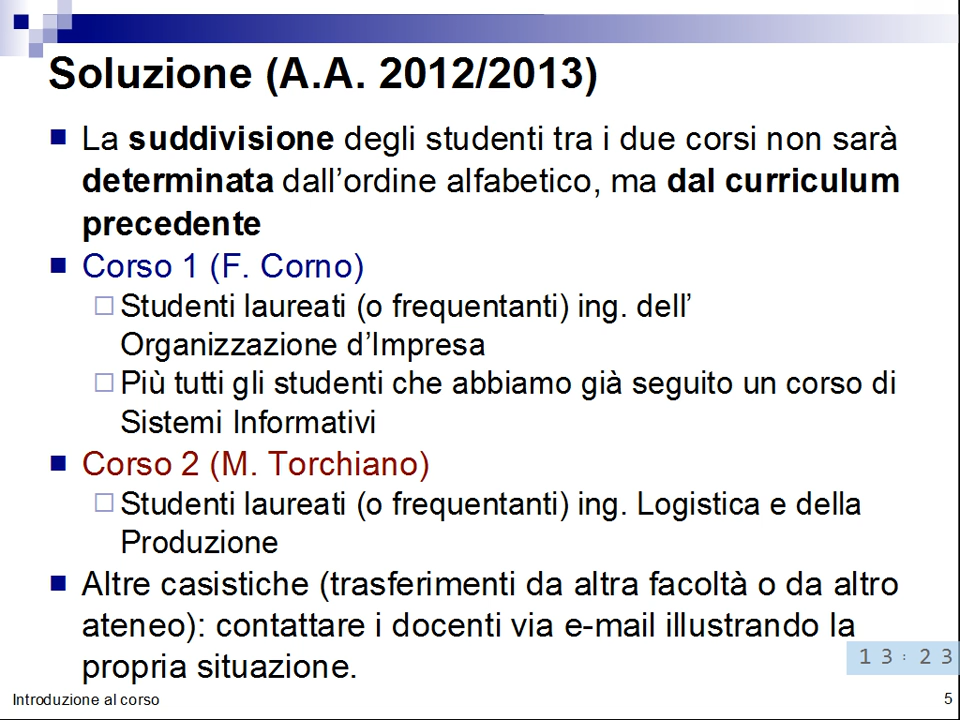 Soluzione (A.A. 2012/2013)
La suddivisione degli studenti tra i due corsi non sarà
determinata dall’ordine alfabetico, ma dal curriculum
precedente
Corso 1 (F. Corno)
Studenti laureati (o frequentanti) ing. dell’
Organizzazione d’Impresa
Più tutti gli studenti che abbiamo già seguito un corso di
Sistemi Informativi
Corso 2 (M. Torchiano)
Studenti laureati (o frequentanti) ing. Logistica e della
Produzione
Altre casistiche (trasferimenti da altra facoltà o da altro
ateneo): contattare i docenti via e-mail illustrando la
propria situazione.
13:23
Introduzione al corso
5